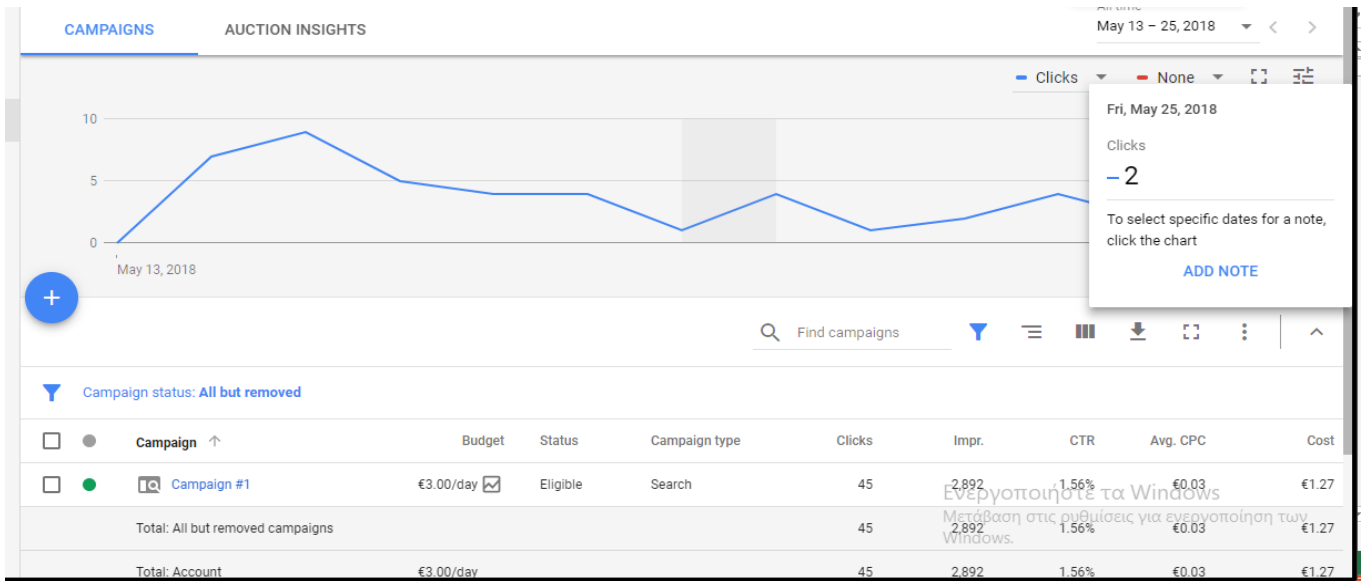 All time
CAMPAIGNS AUCTION INSIGHTS May 13 – 25, 2018
Clicks None
Fri, May 25, 2018
Clicks
2
To select specific dates for a note,
click the chart
ADD NOTE
10
5
0
May 13, 2018
Find campaigns
Campaign status: All but removed
Campaign Budget Status Campaign type Clicks Impr. CTR Avg. CPC Cost
Campaign #1 €3.00/day Eligible Search 45 2,892 1.56% €0.03 €1.27
Total: All but removed campaigns 45 2,892 1.56% €0.03 €1.27
Total: Account €3.00/day 45 2,892 1.56% €0.03 €1.27
Ενεργοποιήστε τα Windows
Μετάβαση στις ρυθμίσεις για ενεργοποίηση των
Windows.